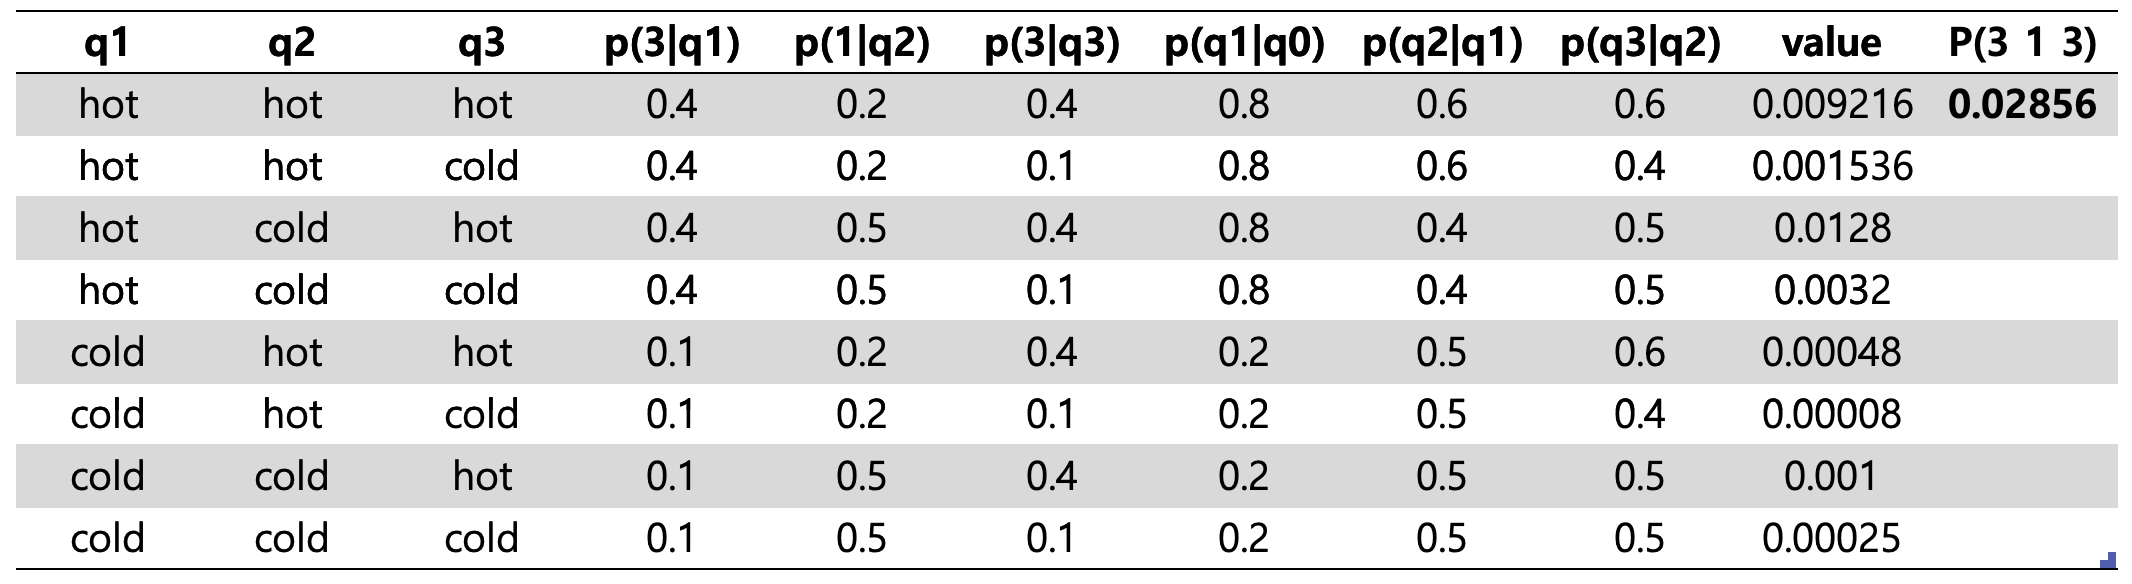 q1 q2 q3 p(3|q1) p(1|q2) p(3|q3) p(q1|q0) p(q2|q1) p(q3|q2) value P(3 1 3)
hot hot hot 0.4 0.2 0.4 0.8 0.6 0.6 0.009216 0.02856
hot hot cold 0.4 0.2 0.1 0.8 0.6 0.4 0.001536
hot cold hot 0.4 0.5 0.4 0.8 0.4 0.5 0.0128
hot cold cold 0.4 0.5 0.1 0.8 0.4 0.5 0.0032
cold hot hot 0.1 0.2 0.4 0.2 0.5 0.6 0.00048
cold hot cold 0.1 0.2 0.1 0.2 0.5 0.4 0.00008
cold cold hot 0.1 0.5 0.4 0.2 0.5 0.5 0.001
cold cold cold 0.1 0.5 0.1 0.2 0.5 0.5 0.00025